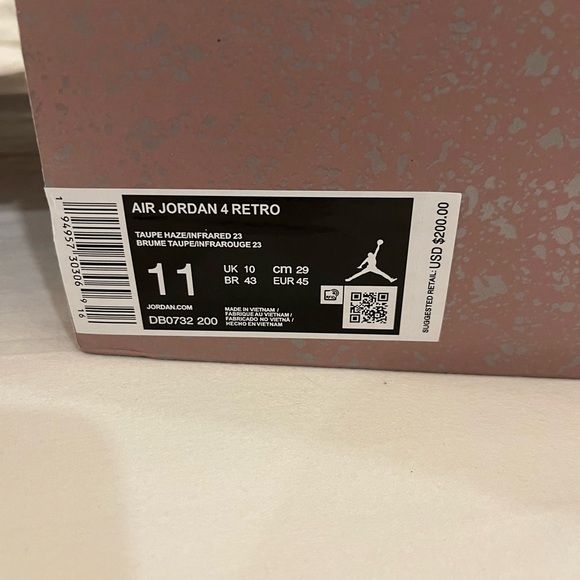 AIR JORDAN 4 RETRO
TAUPE HAZE/INFRARED 23
BRUME TAUPE/INFRAROUGE 23
11
UK 10 cm 29
BR 43 EUR 45
JORDAN.COM
DB0732 200
MADE IN VIETNAM /
FABRIQUÉ AU VIETNAM /
FABRICADO NO VIETNÃ /
HECHO EN VIETNAM
SUGGESTED RETAIL: USD $200.00
1 94957 30306 9